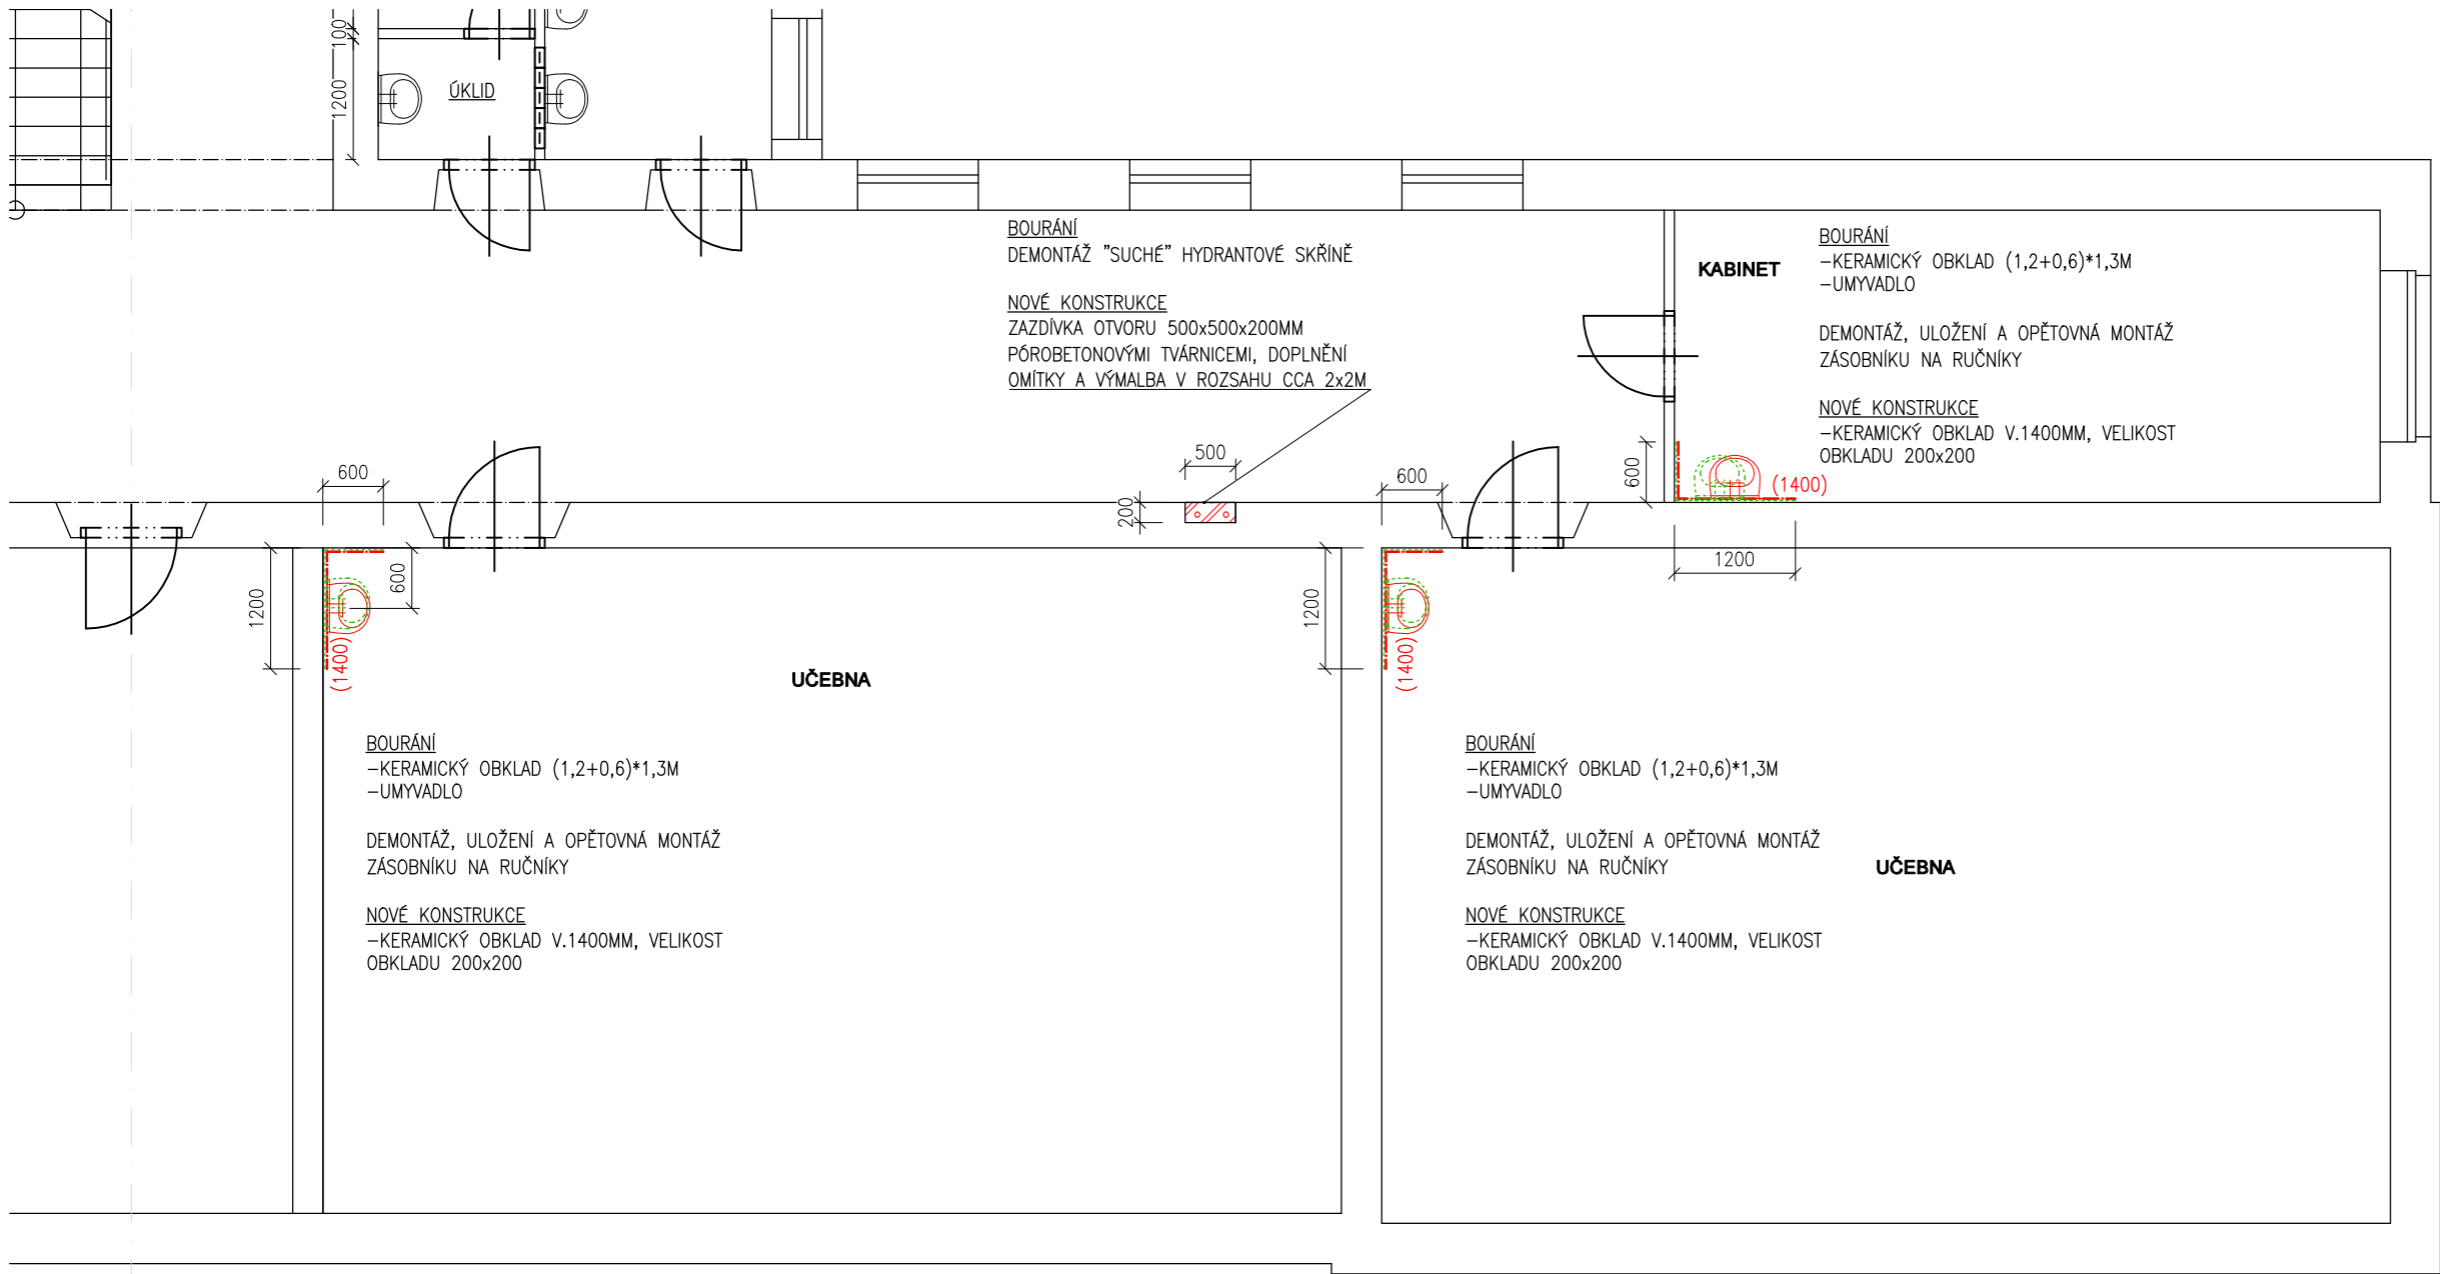 100
1200
ÚKLID
BOURÁNÍ
DEMONTÁŽ "SUCHÉ" HYDRANTOVÉ SKŘÍNĚ
NOVÉ KONSTRUKCE
ZAZDÍVKA OTVORU 500x500x200MM
PÓROBETONOVÝMI TVÁRNICEMI, DOPLNĚNÍ
OMÍTKY A VÝMALBA V ROZSAHU CCA 2x2M
KABINET
BOURÁNÍ
-KERAMICKÝ OBKLAD (1,2+0,6)*1,3M
-UMYVADLO
DEMONTÁŽ, ULOŽENÍ A OPĚTOVNÁ MONTÁŽ
ZÁSOBNÍKU NA RUČNÍKY
NOVÉ KONSTRUKCE
-KERAMICKÝ OBKLAD V.1400MM, VELIKOST
OBKLADU 200x200
600
500
200
600
600
(1400)
1200
1200
600
(1400)
1200
(1400)
UČEBNA
BOURÁNÍ
-KERAMICKÝ OBKLAD (1,2+0,6)*1,3M
-UMYVADLO
DEMONTÁŽ, ULOŽENÍ A OPĚTOVNÁ MONTÁŽ
ZÁSOBNÍKU NA RUČNÍKY
NOVÉ KONSTRUKCE
-KERAMICKÝ OBKLAD V.1400MM, VELIKOST
OBKLADU 200x200
BOURÁNÍ
-KERAMICKÝ OBKLAD (1,2+0,6)*1,3M
-UMYVADLO
DEMONTÁŽ, ULOŽENÍ A OPĚTOVNÁ MONTÁŽ
ZÁSOBNÍKU NA RUČNÍKY
UČEBNA
NOVÉ KONSTRUKCE
-KERAMICKÝ OBKLAD V.1400MM, VELIKOST
OBKLADU 200x200